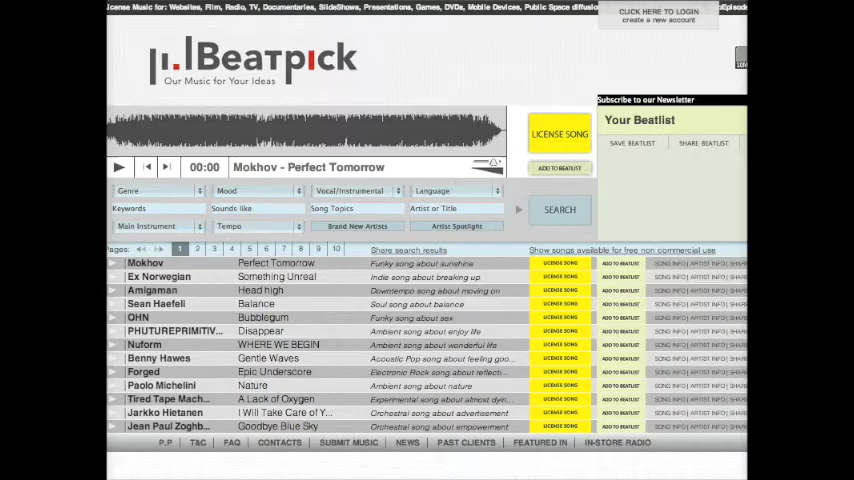 icense Music for: Websites, Film, Radio, TV, Documentaries, SlideShows, Presentations, Games, DVDs, Mobile Devices, Public Space diffusio
CLICK HERE TO LOGIN
create a new account
Beatpick
Our Music for Your Ideas
Subscribe to our Newsletter
LICENSE SONG
Your Beatlist
SAVE BEATLIST SHARE BEATLIST
00:00 Mokhov - Perfect Tomorrow ADD TO BEATLIST
Genre Mood Vocal/Instrumental Language
Keywords Sounds like Song Topics Artist or Title SEARCH
Main Instrument Tempo Brand New Artists Artist Spotlight
Pages: 1 2 3 4 5 6 7 8 9 10 Share search results Show songs available for free non commercial use
Mokhov Perfect Tomorrow Funky song about sunshine LICENSE SONG ADD TO BEATLIST SONG INFO | ARTIST INFO | SHARE
Ex Norwegian Something Unreal Indie song about breaking up LICENSE SONG ADD TO BEATLIST SONG INFO | ARTIST INFO | SHARE
Amigaman Head high Downtempo song about moving on LICENSE SONG ADD TO BEATLIST SONG INFO | ARTIST INFO | SHARE
Sean Haefeli Balance Soul song about balance LICENSE SONG ADD TO BEATLIST SONG INFO | ARTIST INFO | SHARE
OHN Bubblegum Funky song about sex LICENSE SONG ADD TO BEATLIST SONG INFO | ARTIST INFO | SHARE
PHUTUREPRIMITIV... Disappear Ambient song about enjoy life LICENSE SONG ADD TO BEATLIST SONG INFO | ARTIST INFO | SHARE
Nuform WHERE WE BEGIN Ambient song about wonderful life LICENSE SONG ADD TO BEATLIST SONG INFO | ARTIST INFO | SHARE
Benny Hawes Gentle Waves Acoustic Pop song about feeling goo... LICENSE SONG ADD TO BEATLIST SONG INFO | ARTIST INFO | SHARE
Forged Epic Underscore Electronic Rock song about reflecti... LICENSE SONG ADD TO BEATLIST SONG INFO | ARTIST INFO | SHARE
Paolo Michelini Nature Ambient song about nature LICENSE SONG ADD TO BEATLIST SONG INFO | ARTIST INFO | SHARE
Tired Tape Mach... A Lack of Oxygen Experimental song about almost dyin... LICENSE SONG ADD TO BEATLIST SONG INFO | ARTIST INFO | SHARE
Jarkko Hietanen I Will Take Care of Y... Orchestral song about advertisement LICENSE SONG ADD TO BEATLIST SONG INFO | ARTIST INFO | SHARE
Jean Paul Zoghb... Goodbye Blue Sky Orchestral song about empowerment LICENSE SONG ADD TO BEATLIST SONG INFO | ARTIST INFO | SHARE
P.P T&C FAQ CONTACTS SUBMIT MUSIC NEWS PAST CLIENTS FEATURED IN IN-STORE RADIO